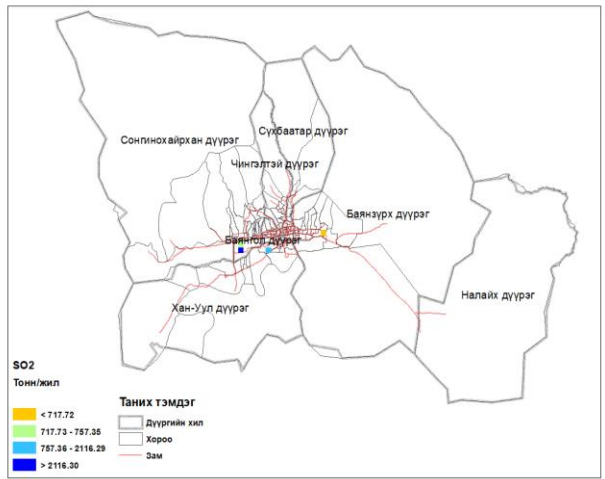 Сүхбаатар дүүрэг
Сонгинохайрхан дүүрэг
Чингэлтэй дүүрэг
Баянзүрх дүүрэг
Баянгол дүүрэг
Налайх дүүрэг
Хан-Уул дүүрэг
SO2
Тонн/жил
< 717.72
717.73 - 757.35
757.36 - 2116.29
> 2116.30
Таних тэмдэг
Дүүргийн хил
Хороо
Зам